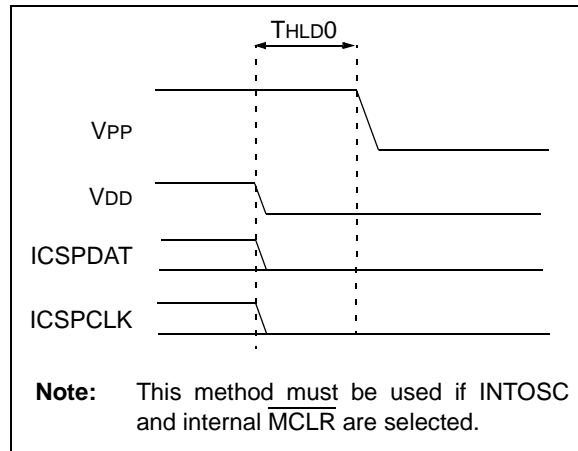 THLD0
VPP
VDD
ICSPDAT
ICSPCLK
Note: This method must be used if INTOSC
and internal MCLR are selected.